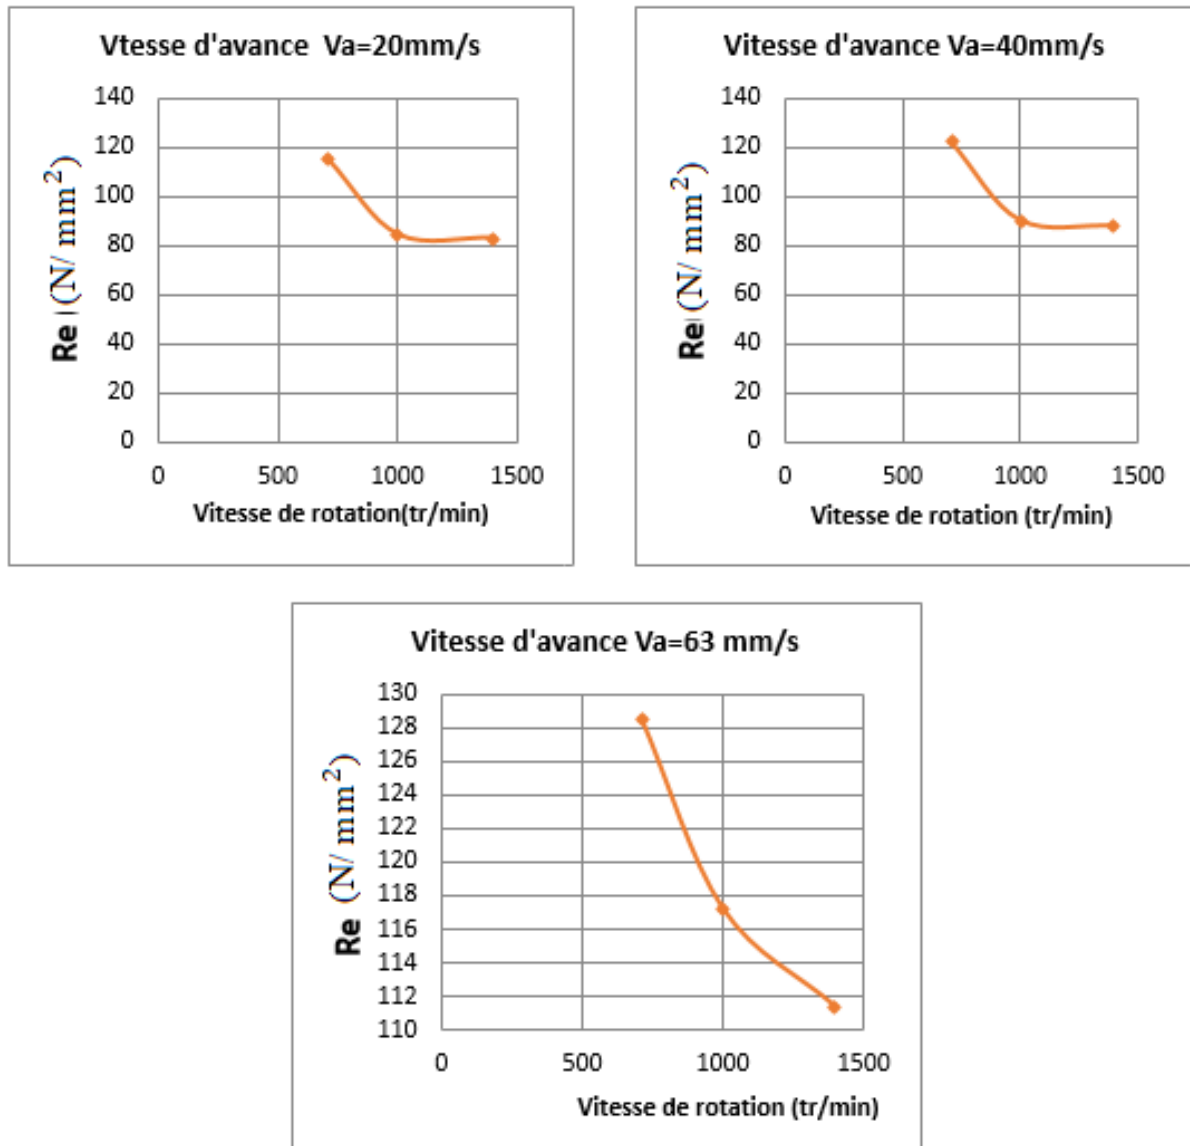 Vtesse d'avance Va=20mm/s
140
120
100
80
60
40
20
0
Re (N/ mm²)
0 500 1000 1500
Vitesse de rotation(tr/min)
Vitesse d'avance Va=40mm/s
140
120
100
80
60
40
20
0
Re (N/ mm²)
0 500 1000 1500
Vitesse de rotation (tr/min)
Vitesse d'avance Va=63 mm/s
130
128
126
124
122
120
118
116
114
112
110
Re (N/ mm²)
0 500 1000 1500
Vitesse de rotation (tr/min)